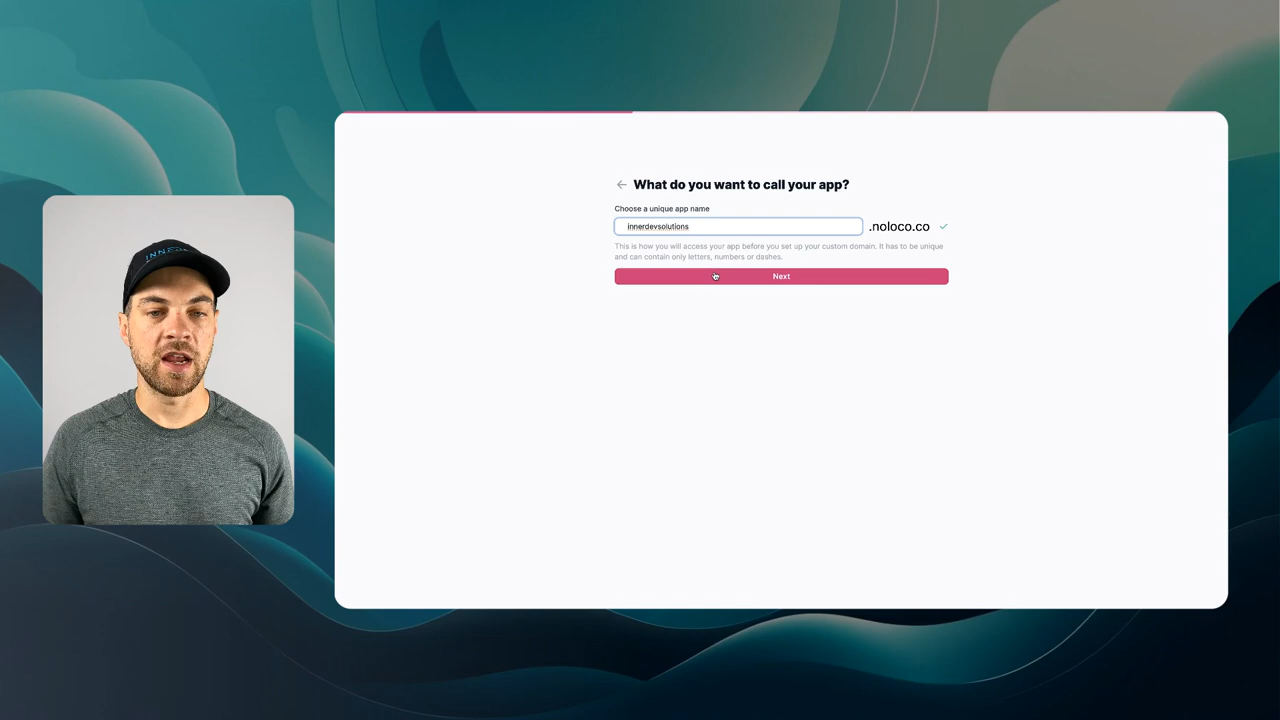 What do you want to call your app?
Choose a unique app name
innerdevsolutions
.noloco.co
This is how you will access your app before you set up your custom domain. It has to be unique
and can contain only letters, numbers or dashes.
Next